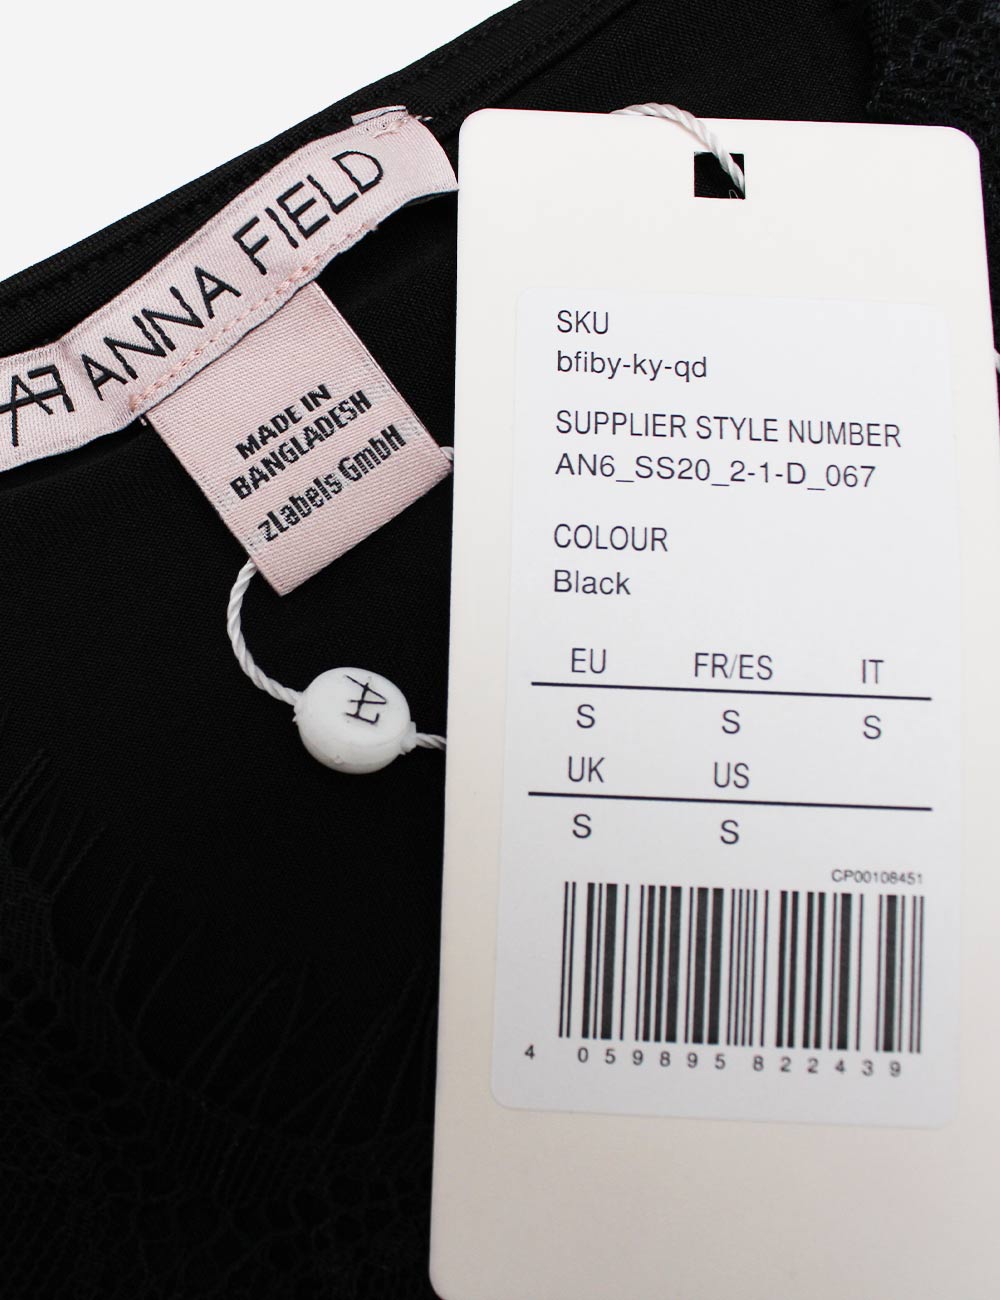 AF ANNA FIELD
MADE IN
BANGLADESH
zLabels GmbH
AF
SKU
bfiby-ky-qd
SUPPLIER STYLE NUMBER
AN6_SS20_2-1-D_067
COLOUR
Black
EU FR/ES IT
S S S
UK US
S S
CP00108451
4 059895 822439